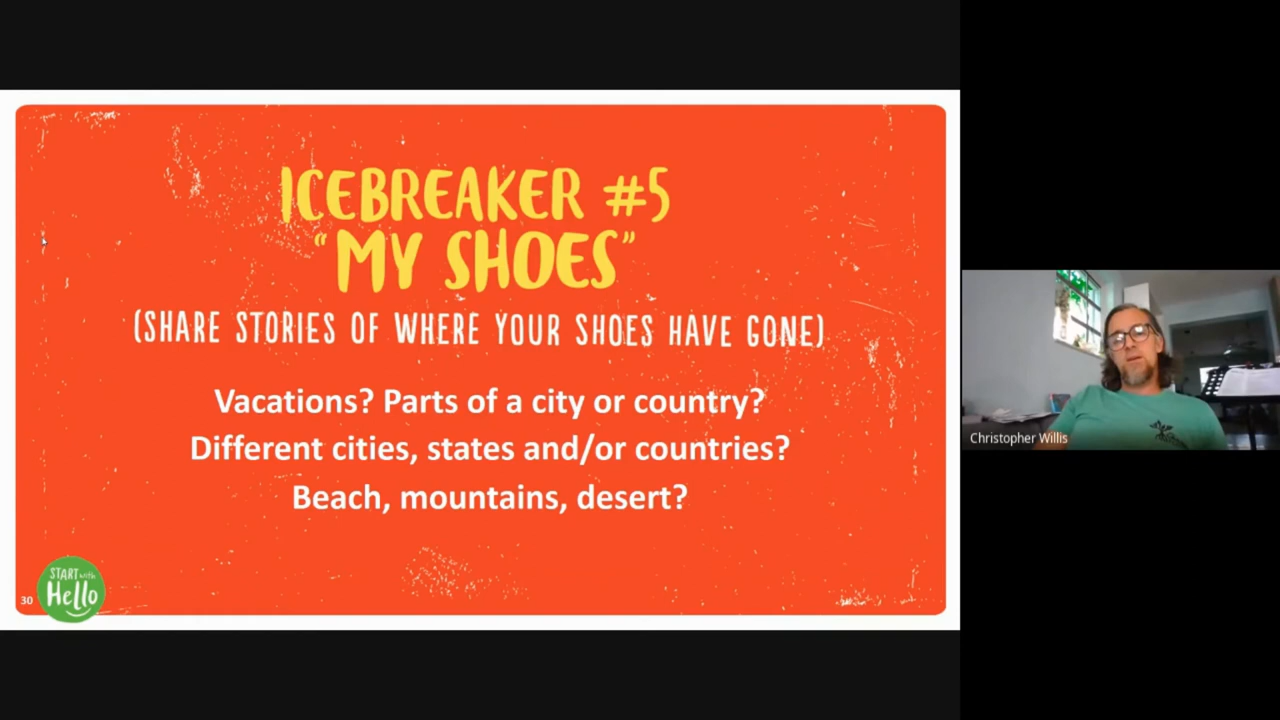 ICEBREAKER #5
“MY SHOES”
(SHARE STORIES OF WHERE YOUR SHOES HAVE GONE)
Vacations? Parts of a city or country?
Different cities, states and/or countries?
Beach, mountains, desert?
START with
Hello
30
Christopher Willis